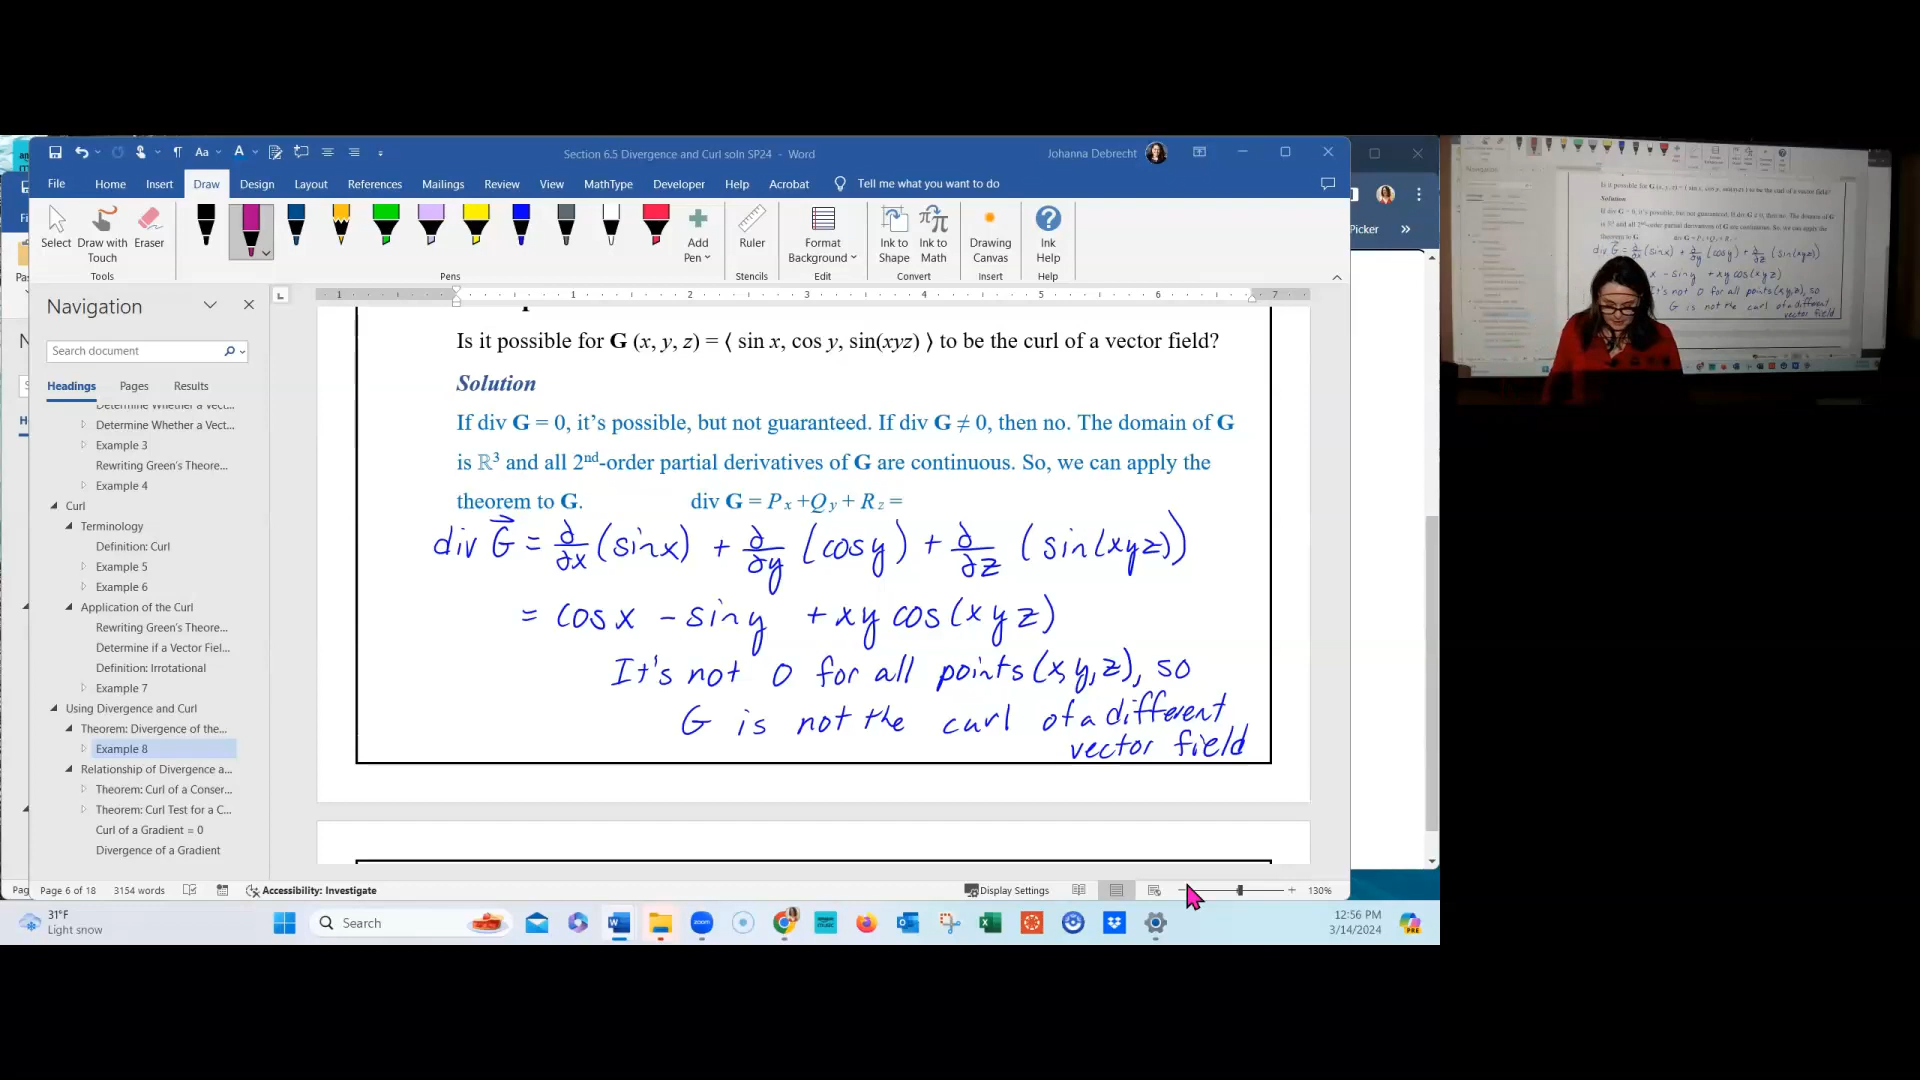 Section 6.5 Divergence and Curl soln SP24 - Word
Johanna Debrecht
File Home Insert Draw Design Layout References Mailings Review View MathType Developer Help Acrobat Tell me what you want to do
Select
Draw with Touch
Eraser
Add Pen
Ruler
Format Background
Ink to Shape
Ink to Math
Drawing Canvas
Ink Help
Tools Pens Stencils Edit Convert Insert Help
Picker
Navigation
Search document
Headings Pages Results
Determine Whether a Vect...
Determine Whether a Vect...
Example 3
Rewriting Green's Theore...
Example 4
Curl
Terminology
Definition: Curl
Example 5
Example 6
Application of the Curl
Rewriting Green's Theore...
Determine if a Vector Fiel...
Definition: Irrotational
Example 7
Using Divergence and Curl
Theorem: Divergence of the...
Example 8
Relationship of Divergence a...
Theorem: Curl of a Conser...
Theorem: Curl Test for a C...
Curl of a Gradient = 0
Divergence of a Gradient
Is it possible for G (x, y, z) = ⟨ sin x, cos y, sin(xyz) ⟩ to be the curl of a vector field?
Solution
If div G = 0, it's possible, but not guaranteed. If div G ≠ 0, then no. The domain of G
is ℝ³ and all 2nd-order partial derivatives of G are continuous. So, we can apply the
theorem to G. div G = Pₓ +Q_y + R_z =
div G⃗ = ∂/∂x (sinx) + ∂/∂y (cosy) + ∂/∂z (sin(xyz))
= cosx - siny + xy cos(xyz)
It's not 0 for all points (x,y,z), so
G is not the curl of a different
vector field
Page 6 of 18 3154 words Accessibility: Investigate Display Settings 130%
31°F
Light snow
Search
12:56 PM
3/14/2024